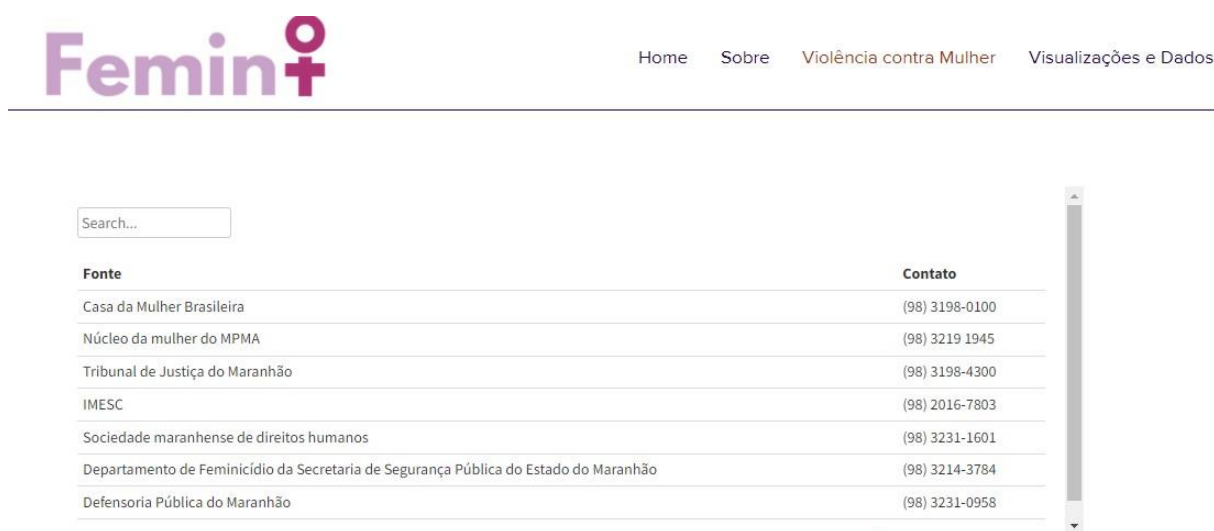 Femin
Home Sobre Violência contra Mulher Visualizações e Dados
Search...
Fonte Contato
Casa da Mulher Brasileira (98) 3198-0100
Núcleo da mulher do MPMA (98) 3219 1945
Tribunal de Justiça do Maranhão (98) 3198-4300
IMESC (98) 2016-7803
Sociedade maranhense de direitos humanos (98) 3231-1601
Departamento de Feminicídio da Secretaria de Segurança Pública do Estado do Maranhão (98) 3214-3784
Defensoria Pública do Maranhão (98) 3231-0958